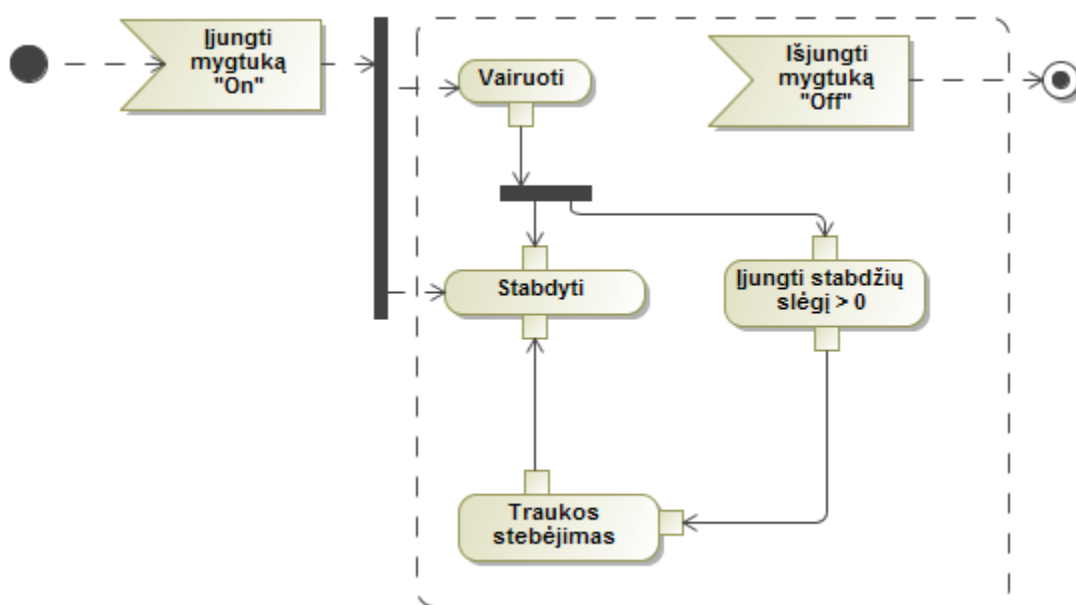 Įjungti
mygtuką
"On"
Vairuoti
Išjungti
mygtuką
"Off"
Stabdyti
Įjungti stabdžių
slėgį > 0
Traukos
stebėjimas